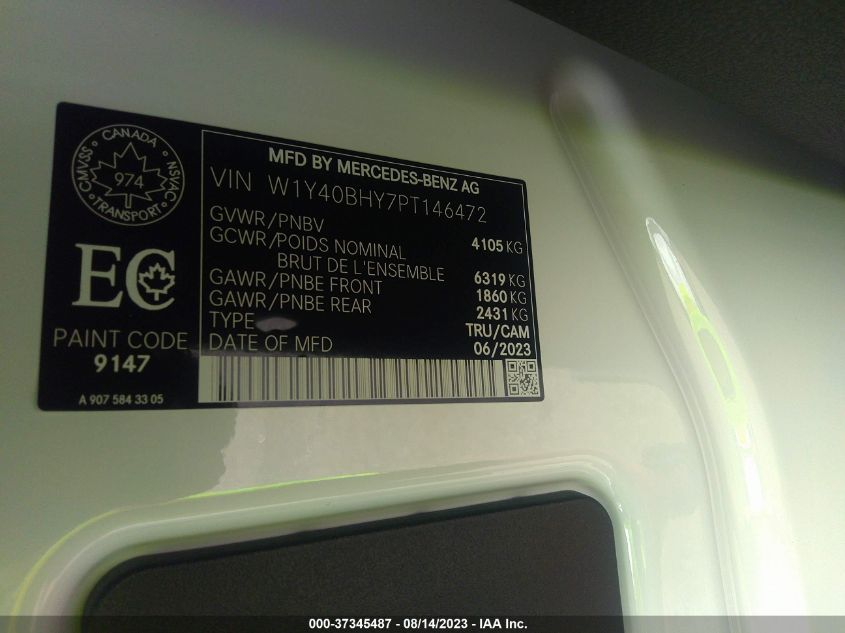 CANADA
CMVSS
NSVAC
974
TRANSPORT
EC
PAINT CODE
9147
A 907 584 33 05
MFD BY MERCEDES-BENZ AG
VIN W1Y40BHY7PT146472
GVWR/PNBV 4105 KG
GCWR/POIDS NOMINAL
BRUT DE L'ENSEMBLE 6319 KG
GAWR/PNBE FRONT 1860 KG
GAWR/PNBE REAR 2431 KG
TYPE TRU/CAM
DATE OF MFD 06/2023
000-37345487 - 08/14/2023 - IAA Inc.